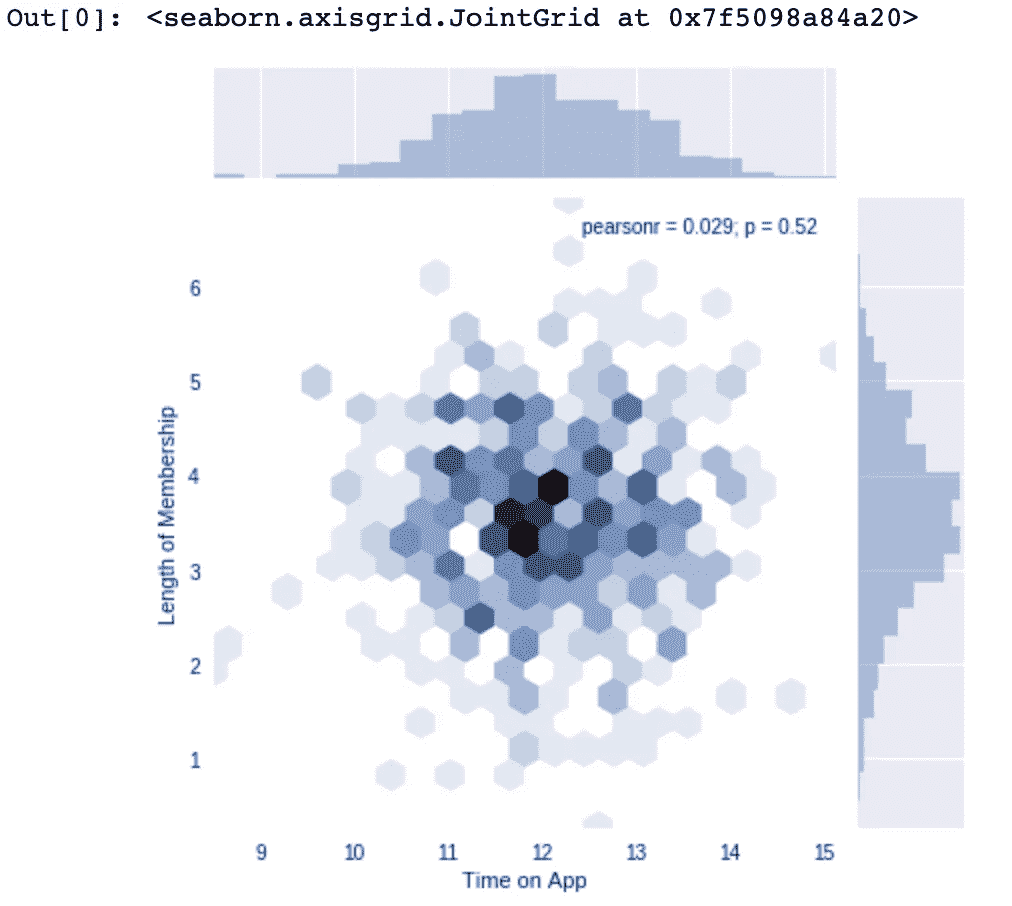 Out[0]: <seaborn.axisgrid.JointGrid at 0x7f5098a84a20>
pearsonr = 0.029; p = 0.52
6
5
4
3
2
1
Length of Membership
9 10 11 12 13 14 15
Time on App